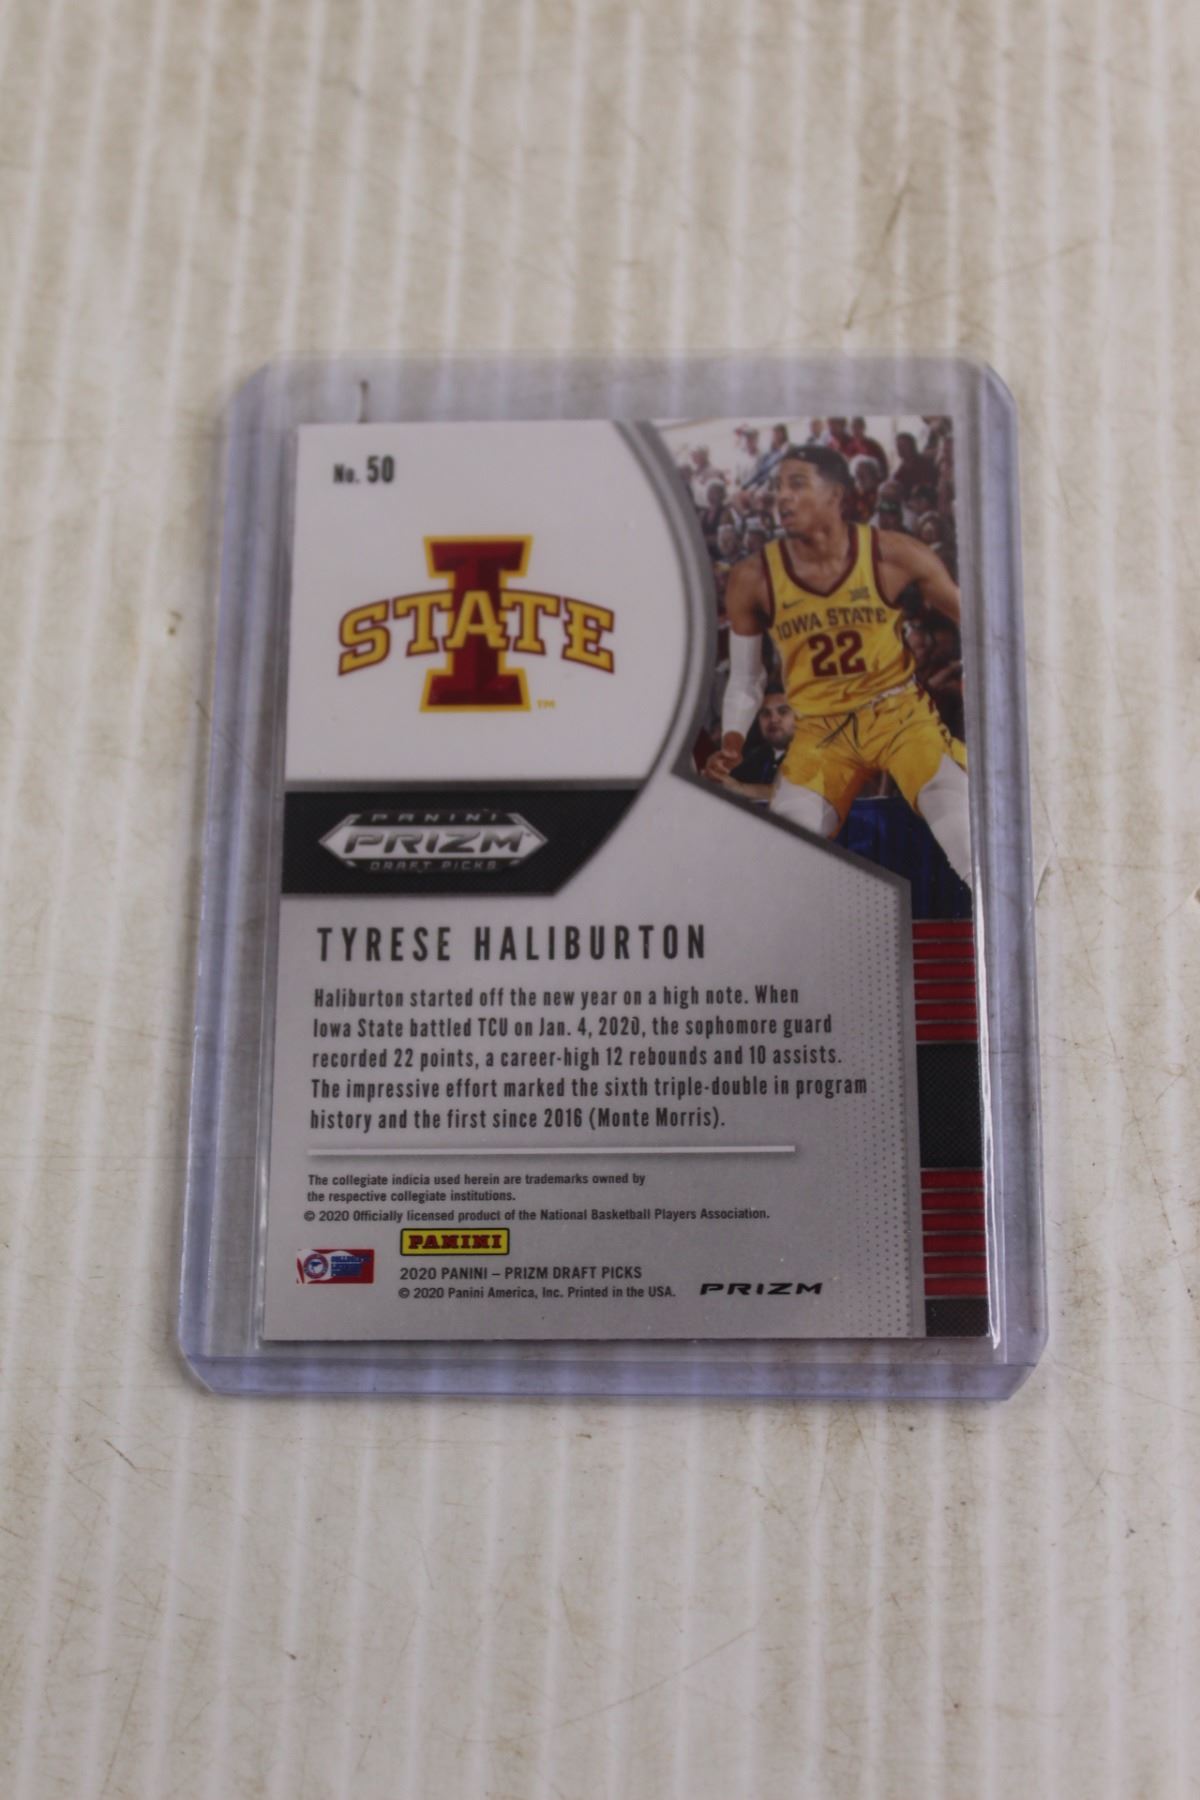 No. 50
STATE
I
™
IOWA STATE
22
PANINI
PRIZM
DRAFT PICKS
TYRESE HALIBURTON
Haliburton started off the new year on a high note. When
Iowa State battled TCU on Jan. 4, 2020, the sophomore guard
recorded 22 points, a career-high 12 rebounds and 10 assists.
The impressive effort marked the sixth triple-double in program
history and the first since 2016 (Monte Morris).
The collegiate indicia used herein are trademarks owned by
the respective collegiate institutions.
© 2020 Officially licensed product of the National Basketball Players Association.
PANINI
2020 PANINI – PRIZM DRAFT PICKS
© 2020 Panini America, Inc. Printed in the USA.
PRIZM